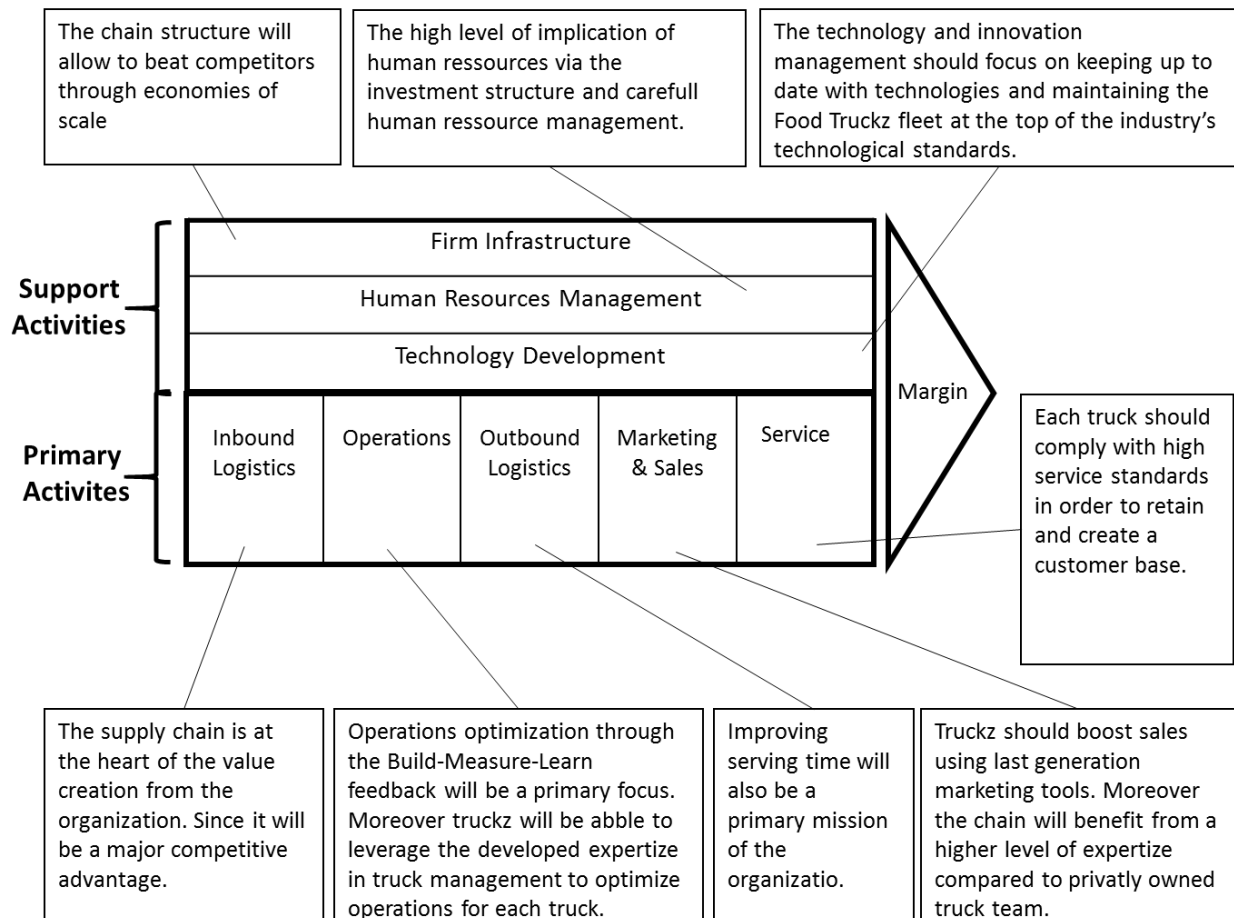 The chain structure will
allow to beat competitors
through economies of
scale
The high level of implication of
human ressources via the
investment structure and carefull
human ressource management.
The technology and innovation
management should focus on keeping up to
date with technologies and maintaining the
Food Truckz fleet at the top of the industry’s
technological standards.
Support
Activities
Firm Infrastructure
Human Resources Management
Technology Development
Margin
Primary
Activites
Inbound
Logistics
Operations
Outbound
Logistics
Marketing
& Sales
Service
Each truck should
comply with high
service standards
in order to retain
and create a
customer base.
The supply chain is at
the heart of the value
creation from the
organization. Since it will
be a major competitive
advantage.
Operations optimization through
the Build-Measure-Learn
feedback will be a primary focus.
Moreover truckz will be abble to
leverage the developed expertize
in truck management to optimize
operations for each truck.
Improving
serving time will
also be a
primary mission
of the
organizatio.
Truckz should boost sales
using last generation
marketing tools. Moreover
the chain will benefit from a
higher level of expertize
compared to privatly owned
truck team.